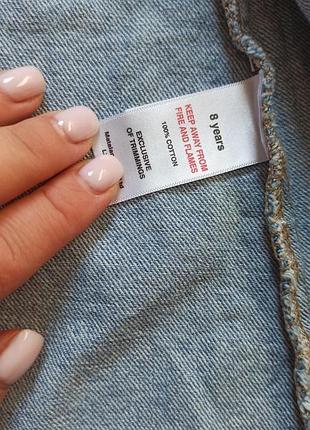 8 years
KEEP AWAY FROM
FIRE AND FLAMES
100% COTTON
EXCLUSIVE
OF TRIMMINGS